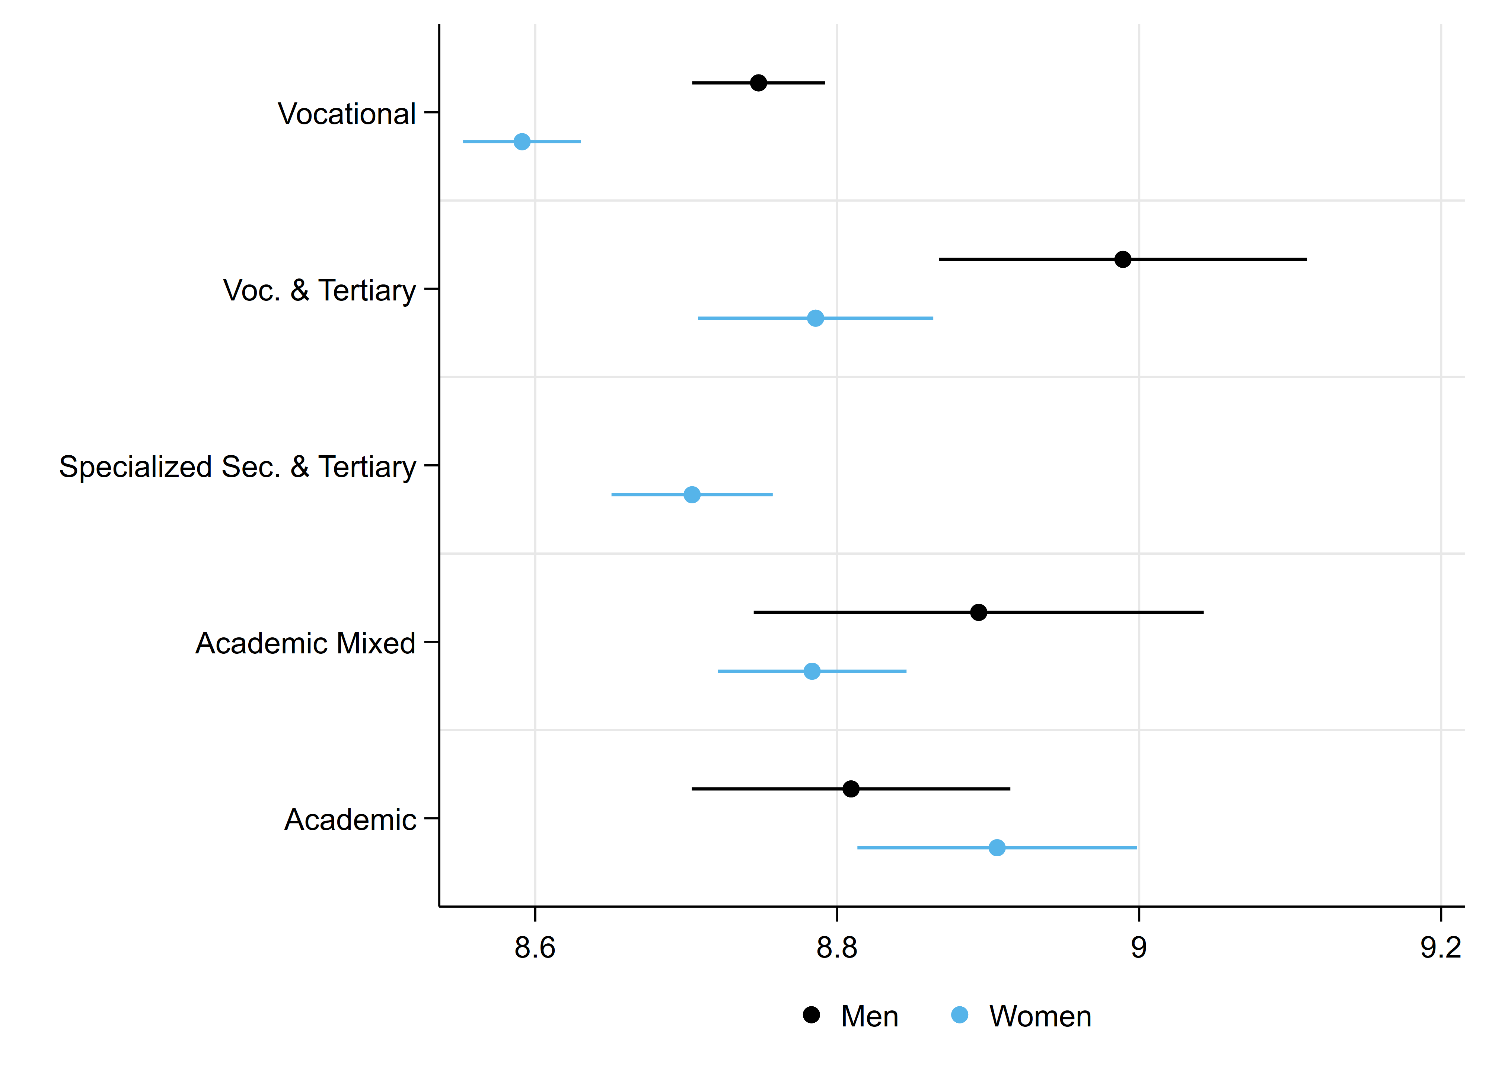 Vocational
Voc. & Tertiary
Specialized Sec. & Tertiary
Academic Mixed
Academic
8.6 8.8 9 9.2
Men Women